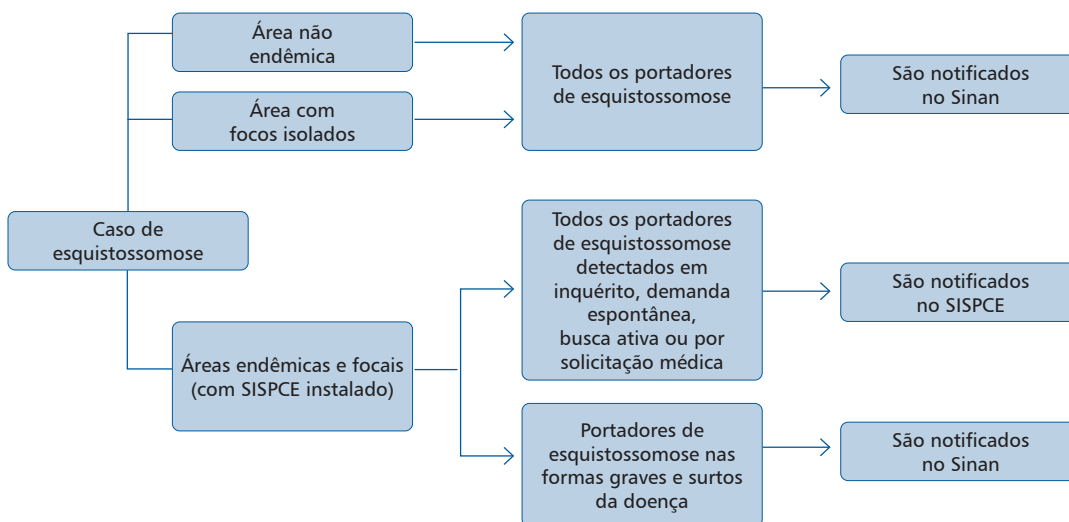 Área não
endêmica
Área com
focos isolados
Todos os portadores
de esquistossomose
São notificados
no Sinan
Caso de
esquistossomose
Áreas endêmicas e focais
(com SISPCE instalado)
Todos os portadores
de esquistossomose
detectados em
inquérito, demanda
espontânea,
busca ativa ou por
solicitação médica
São notificados
no SISPCE
Portadores de
esquistossomose nas
formas graves e surtos
da doença
São notificados
no Sinan